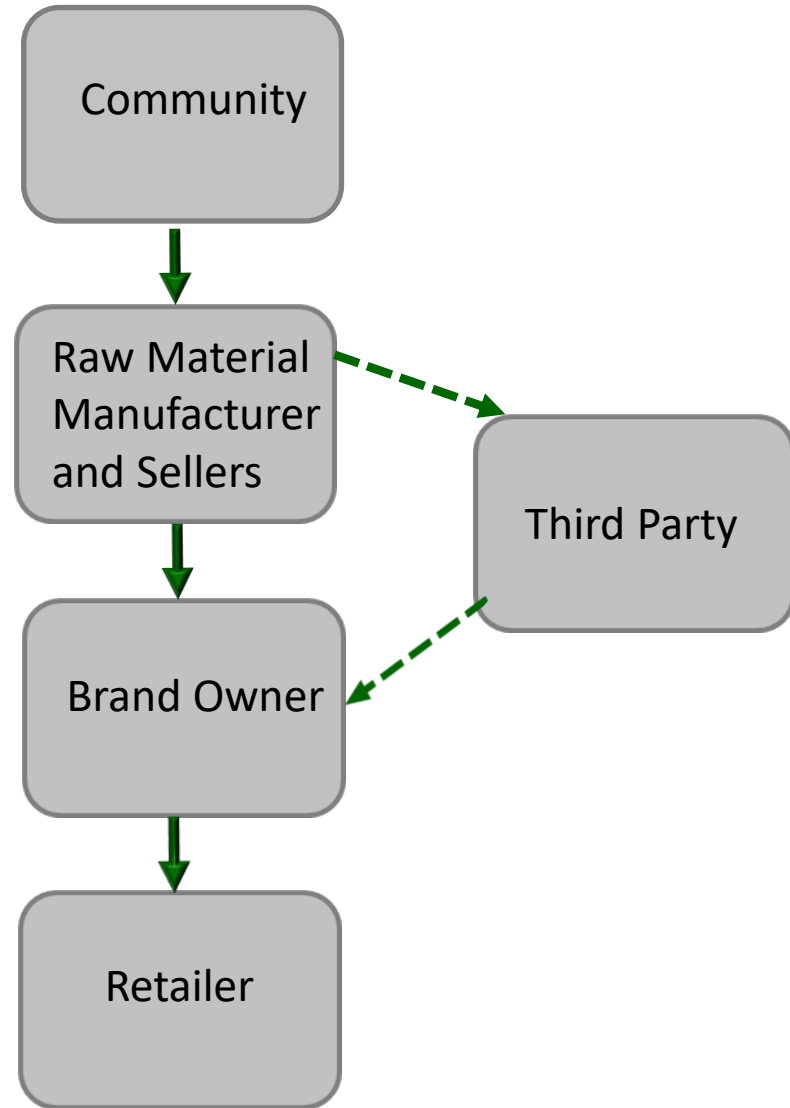 Community
Raw Material
Manufacturer
and Sellers
Third Party
Brand Owner
Retailer